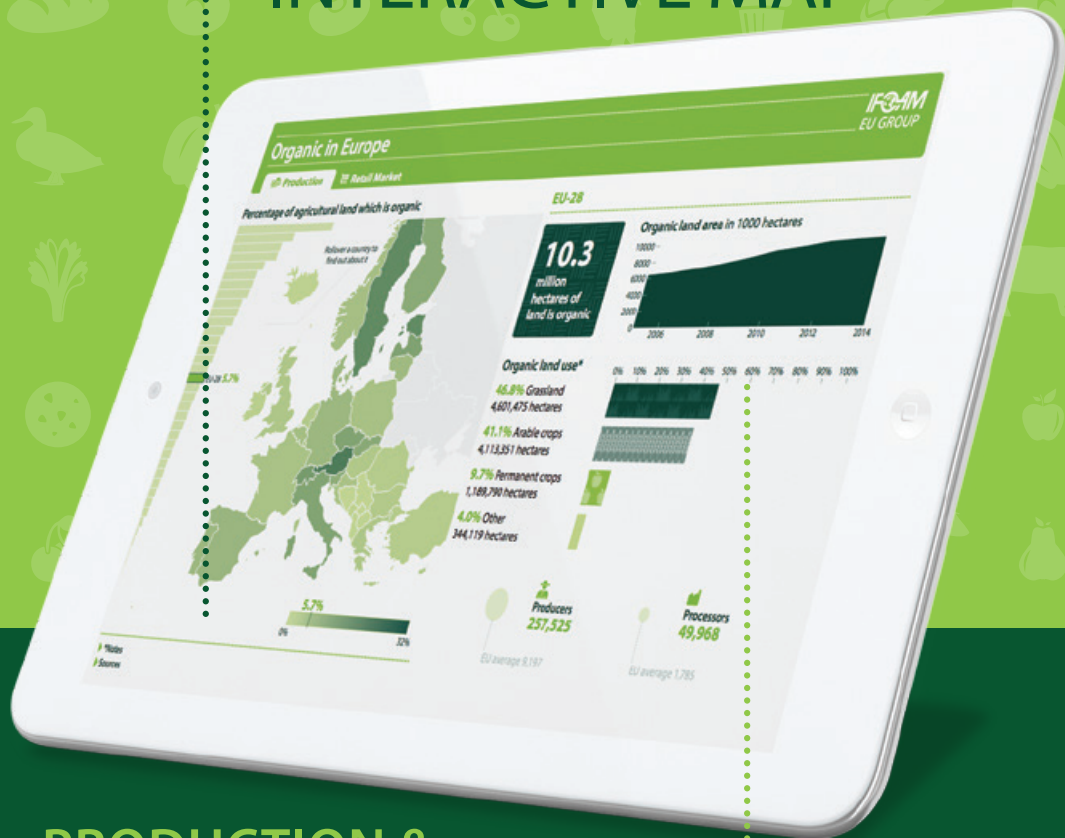 INTERACTIVE MAP
IFOAM
EU GROUP
Organic in Europe
Production
Retail Market
Percentage of agricultural land which is organic
Rollover a country to
find out about it
EU-28 5.7%
5.7%
0%
32%
*Notes
Sources
EU-28
10.3
million
hectares of
land is organic
Organic land area in 1000 hectares
10000
8000
6000
4000
2000
0
2006 2008 2010 2012 2014
Organic land use*
0% 10% 20% 30% 40% 50% 60% 70% 80% 90% 100%
46.8% Grassland
4,601,475 hectares
41.1% Arable crops
4,113,351 hectares
9.7% Permanent crops
1,169,790 hectares
4.0% Other
344,119 hectares
Producers
257,525
EU average 9,197
Processors
49,968
EU average 1,785
PRODUCTION &